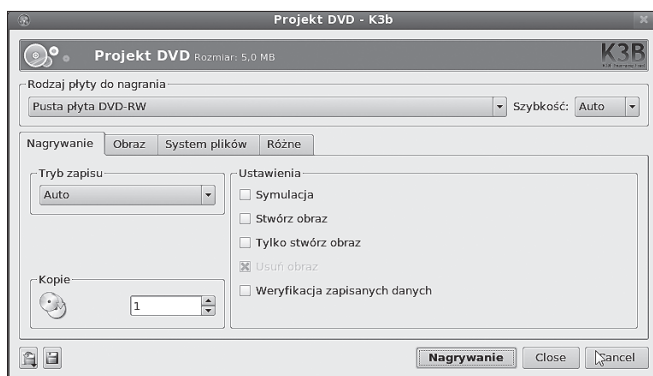 Projekt DVD - K3b
Projekt DVD Rozmiar: 5,0 MB
K3B
Rodzaj płyty do nagrania
Pusta płyta DVD-RW
Szybkość: Auto
Nagrywanie Obraz System plików Różne
Tryb zapisu
Auto
Ustawienia
Symulacja
Stwórz obraz
Tylko stwórz obraz
Usuń obraz
Weryfikacja zapisanych danych
Kopie
1
Nagrywanie Close Cancel